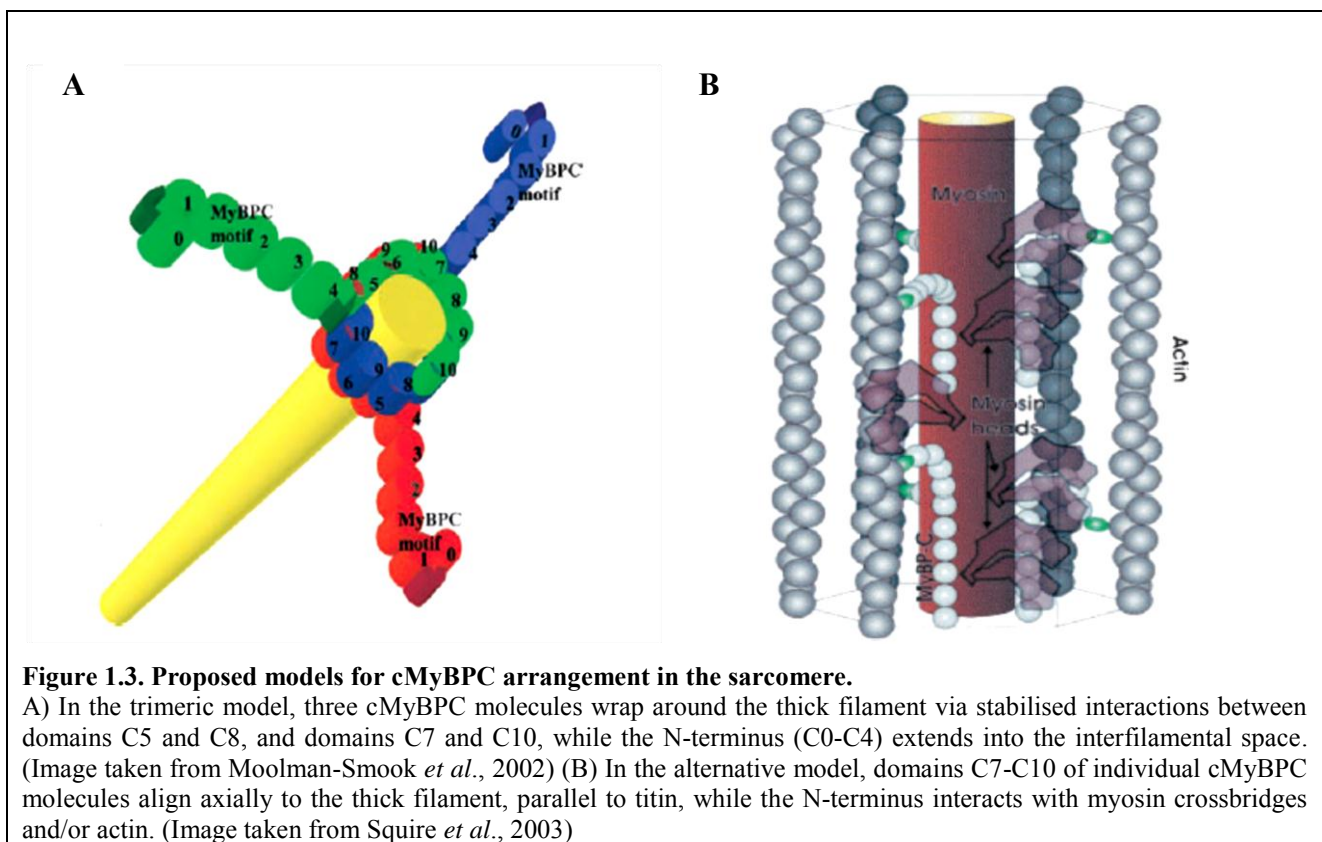 A
B
0
1
MyBPC'
motif
2
3
4
1
0
MyBPC
motif
2
3
4
8
9
6
5
10
7
8
9
10
10
7
9
6
8
5
4
3
2
MyBPC
motif
1
0
Myosin
Myosin
heads
MyBP-C
Actin
Figure 1.3. Proposed models for cMyBPC arrangement in the sarcomere.
A) In the trimeric model, three cMyBPC molecules wrap around the thick filament via stabilised interactions between
domains C5 and C8, and domains C7 and C10, while the N-terminus (C0-C4) extends into the interfilamental space.
(Image taken from Moolman-Smook et al., 2002) (B) In the alternative model, domains C7-C10 of individual cMyBPC
molecules align axially to the thick filament, parallel to titin, while the N-terminus interacts with myosin crossbridges
and/or actin. (Image taken from Squire et al., 2003)